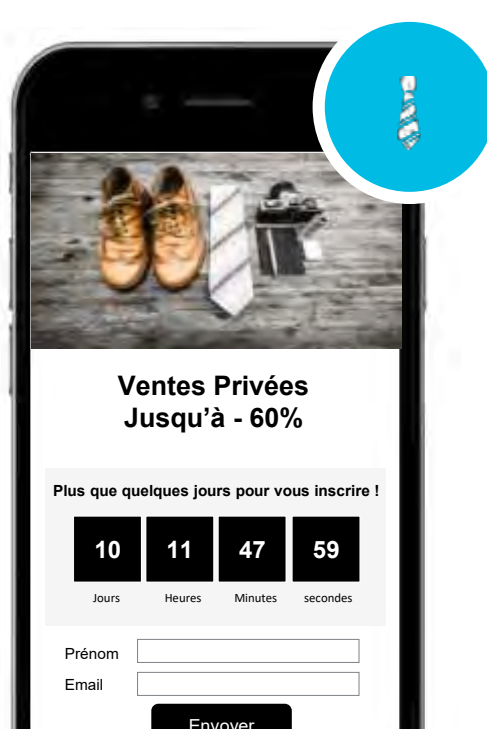 Ventes Privées
Jusqu'à - 60%
Plus que quelques jours pour vous inscrire !
10 11 47 59
Jours Heures Minutes secondes
Prénom
Email
Envoyer